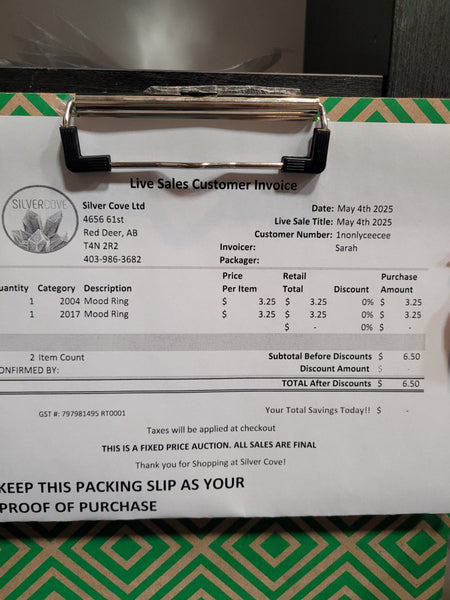 Live Sales Customer Invoice
SILVERCOVE
Silver Cove Ltd
4656 61st
Red Deer, AB
T4N 2R2
403-986-3682
Date: May 4th 2025
Live Sale Title: May 4th 2025
Customer Number: 1nonlyceecee
Invoicer: Sarah
Packager:
uantity Category Description Price Per Item Retail Total Discount Purchase Amount
1 2004 Mood Ring $ 3.25 $ 3.25 0% $ 3.25
1 2017 Mood Ring $ 3.25 $ 3.25 0% $ 3.25
$ - 0% $ -
2 Item Count Subtotal Before Discounts $ 6.50
ONFIRMED BY: Discount Amount $ -
TOTAL After Discounts $ 6.50
GST #: 797981495 RT0001 Your Total Savings Today!! $ -
Taxes will be applied at checkout
THIS IS A FIXED PRICE AUCTION. ALL SALES ARE FINAL
Thank you for Shopping at Silver Cove!
KEEP THIS PACKING SLIP AS YOUR
PROOF OF PURCHASE